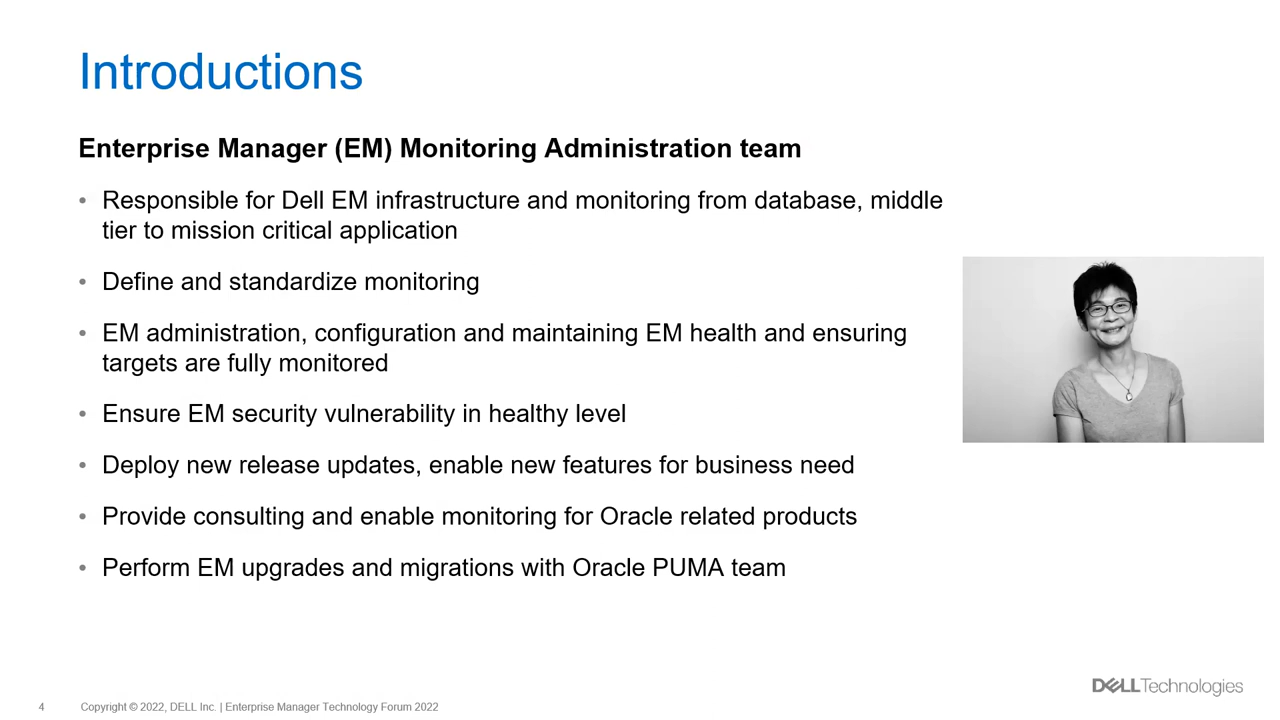 Introductions
Enterprise Manager (EM) Monitoring Administration team
• Responsible for Dell EM infrastructure and monitoring from database, middle
tier to mission critical application
• Define and standardize monitoring
• EM administration, configuration and maintaining EM health and ensuring
targets are fully monitored
• Ensure EM security vulnerability in healthy level
• Deploy new release updates, enable new features for business need
• Provide consulting and enable monitoring for Oracle related products
• Perform EM upgrades and migrations with Oracle PUMA team
DELLTechnologies
4 Copyright © 2022, DELL Inc. | Enterprise Manager Technology Forum 2022